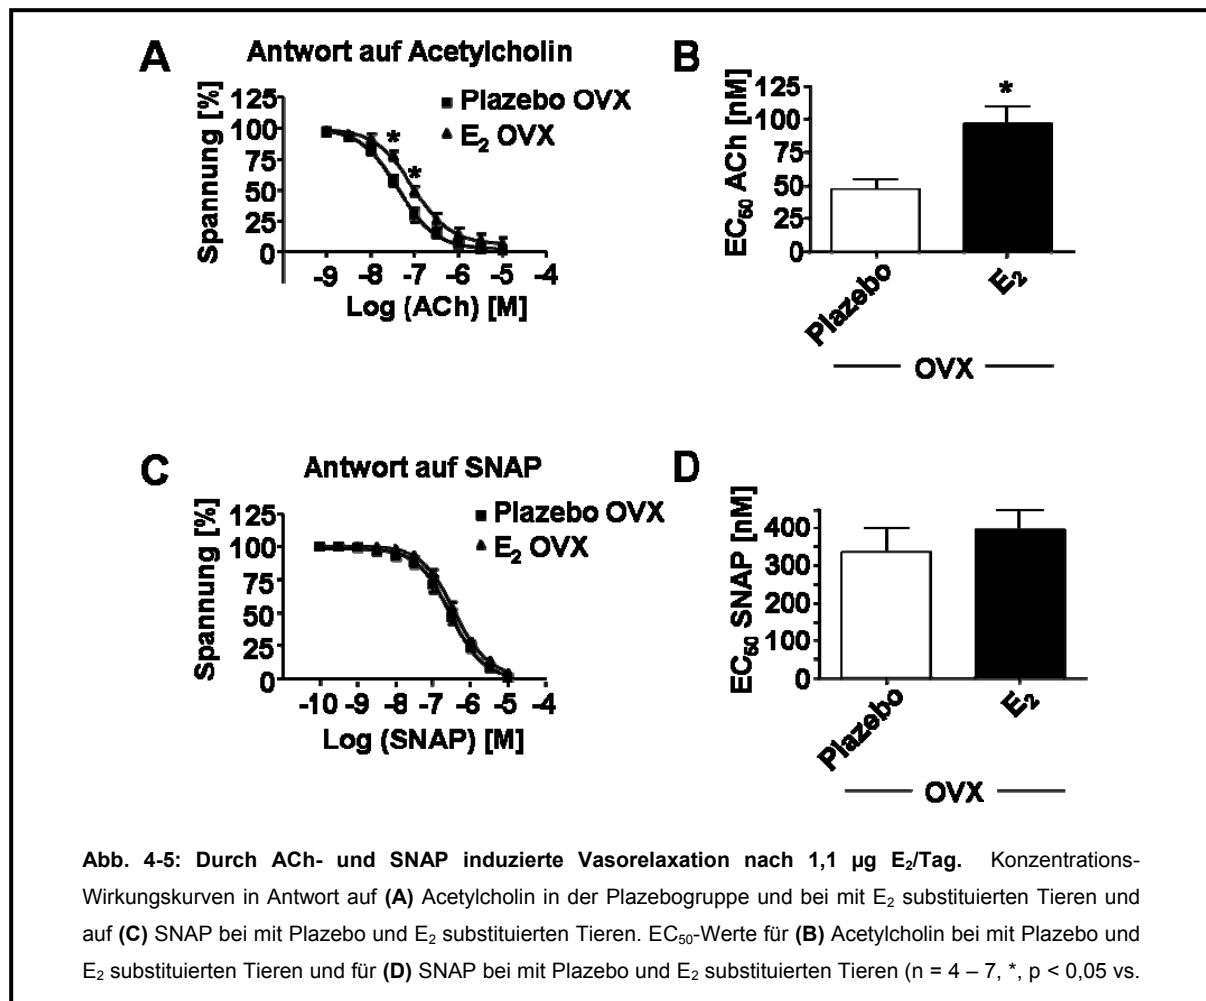 A
Antwort auf Acetylcholin
Spannung [%]
125
100
75
50
25
0
-9 -8 -7 -6 -5 -4
Log (ACh) [M]
■ Plazebo OVX
▲ E₂ OVX
*
*
B
EC₅₀ ACh [nM]
125
100
75
50
25
0
*
Plazebo
E₂
OVX
C
Antwort auf SNAP
Spannung [%]
125
100
75
50
25
0
-10 -9 -8 -7 -6 -5 -4
Log (SNAP) [M]
■ Plazebo OVX
▲ E₂ OVX
D
EC₅₀ SNAP [nM]
400
300
200
100
0
Plazebo
E₂
OVX
Abb. 4-5: Durch ACh- und SNAP induzierte Vasorelaxation nach 1,1 µg E₂/Tag. Konzentrations-
Wirkungskurven in Antwort auf (A) Acetylcholin in der Plazebogruppe und bei mit E₂ substituierten Tieren und
auf (C) SNAP bei mit Plazebo und E₂ substituierten Tieren. EC₅₀-Werte für (B) Acetylcholin bei mit Plazebo und
E₂ substituierten Tieren und für (D) SNAP bei mit Plazebo und E₂ substituierten Tieren (n = 4 – 7, *, p < 0,05 vs.